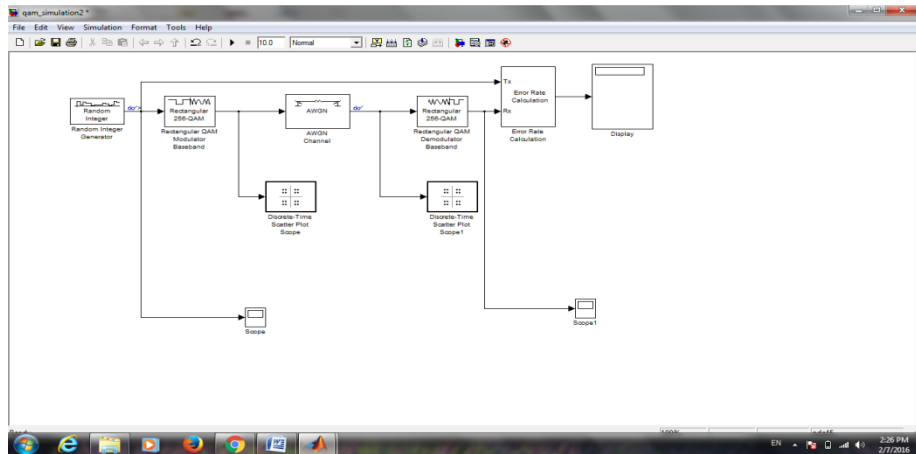 qam_simulation2 *
File Edit View Simulation Format Tools Help
10.0 Normal
Random
Integer
Random Integer
Generator
Rectangular
256-QAM
Rectangular QAM
Modulator
Baseband
AWGN
AWGN
Channel
Rectangular
256-QAM
Rectangular QAM
Demodulator
Baseband
Tx
Rx
Error Rate
Calculation
Error Rate
Calculation
Display
Discrete-Time
Scatter Plot
Scope
Discrete-Time
Scatter Plot
Scope1
Scope
Scope1
100%
EN
2:26 PM
2/7/2016